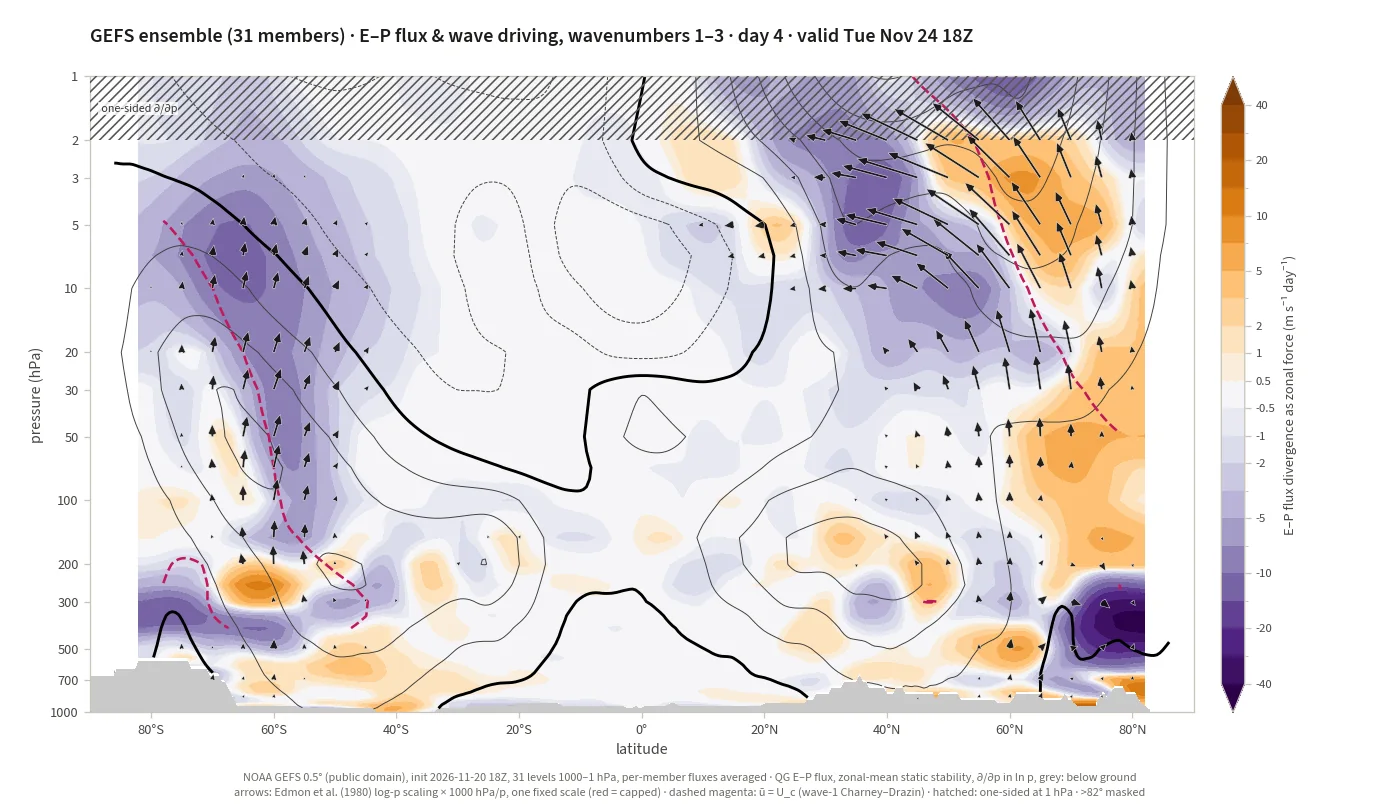 GEFS ensemble (31 members) · E–P flux & wave driving, wavenumbers 1–3 · day 4 · valid Tue Nov 24 18Z
one-sided ∂/∂p
pressure (hPa)
1
2
3
5
10
20
30
50
100
200
300
500
700
1000
80°S
60°S
40°S
20°S
0°
20°N
40°N
60°N
80°N
latitude
40
20
10
5
2
1
0.5
-0.5
-1
-2
-5
-10
-20
-40
E–P flux divergence as zonal force (m s⁻¹ day⁻¹)
NOAA GEFS 0.5° (public domain), init 2026-11-20 18Z, 31 levels 1000–1 hPa, per-member fluxes averaged · QG E–P flux, zonal-mean static stability, ∂/∂p in ln p, grey: below ground
arrows: Edmon et al. (1980) log-p scaling × 1000 hPa/p, one fixed scale (red = capped) · dashed magenta: ū = U_c (wave-1 Charney–Drazin) · hatched: one-sided at 1 hPa · >82° masked